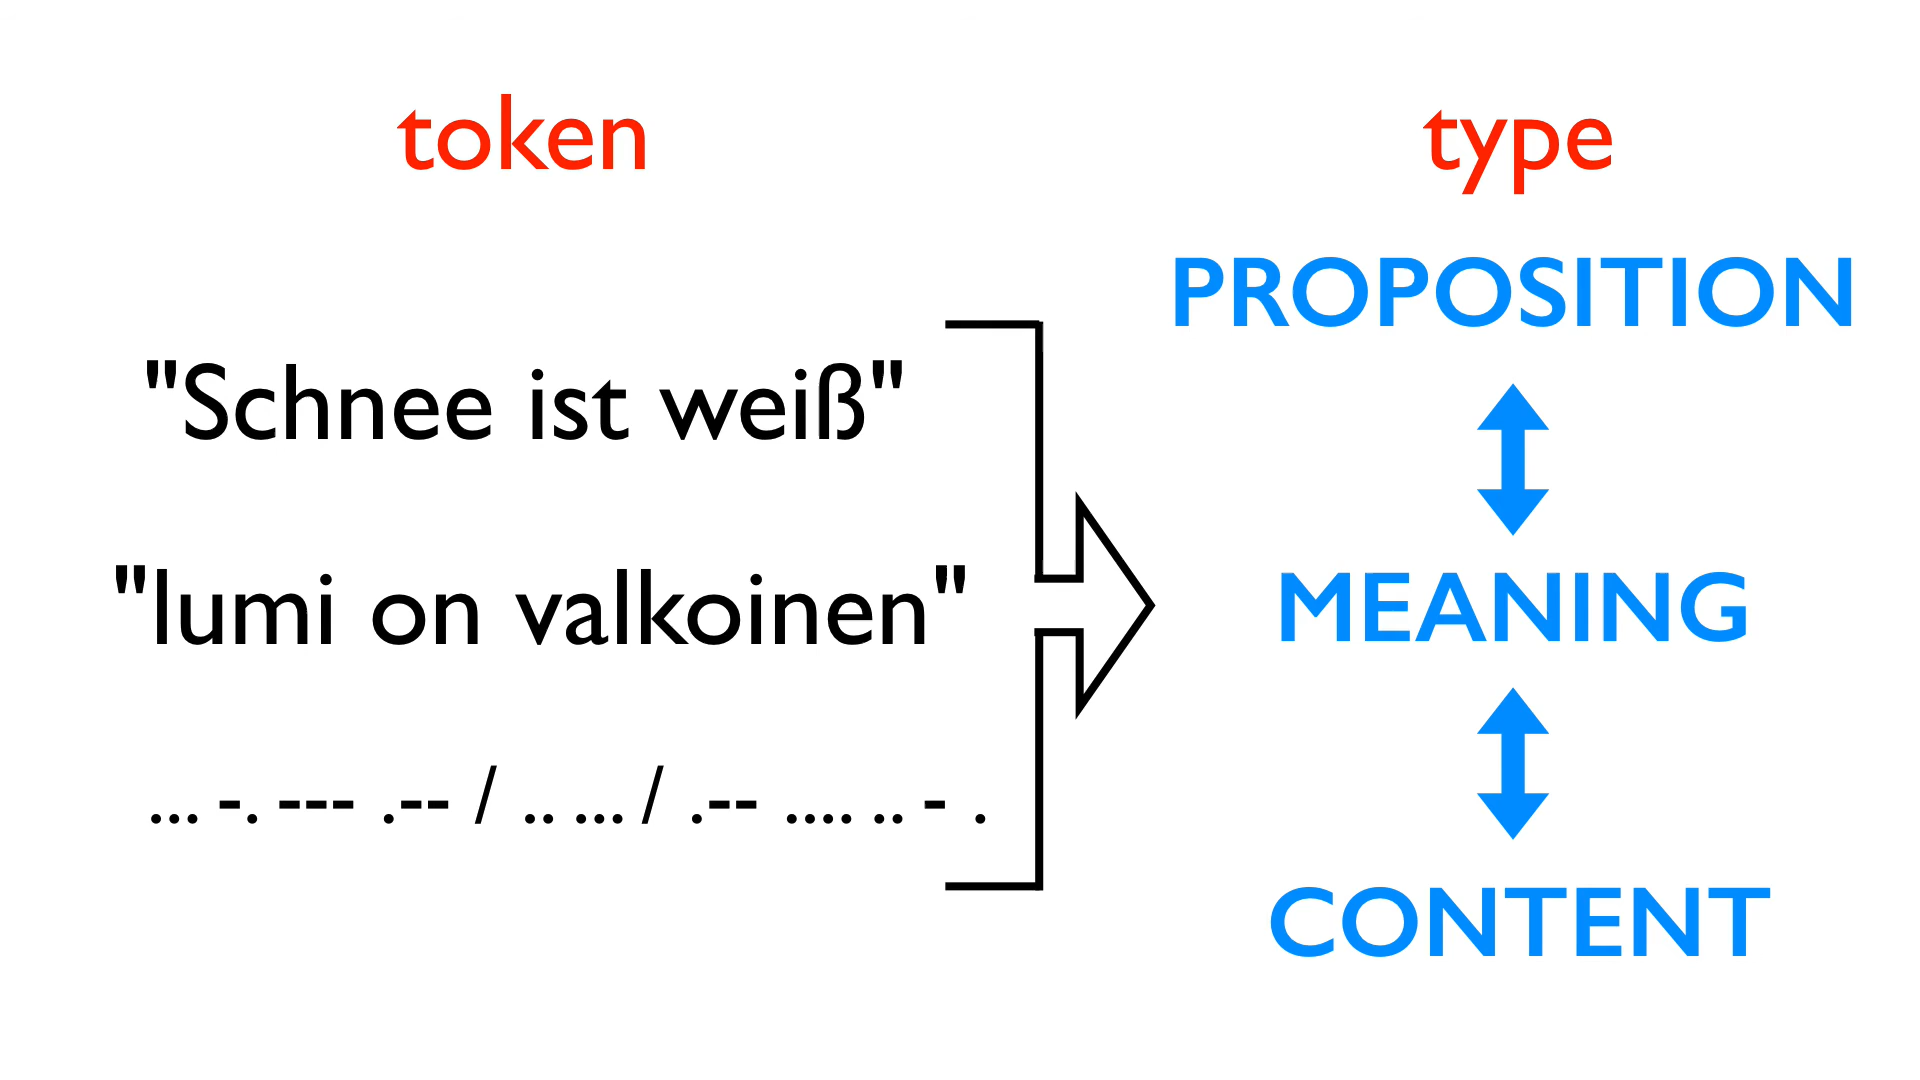 token
type
PROPOSITION
"Schnee ist weiß"
"lumi on valkoinen"
MEANING
... -. --- .-- / .. ... / .-- .... .. - .
CONTENT